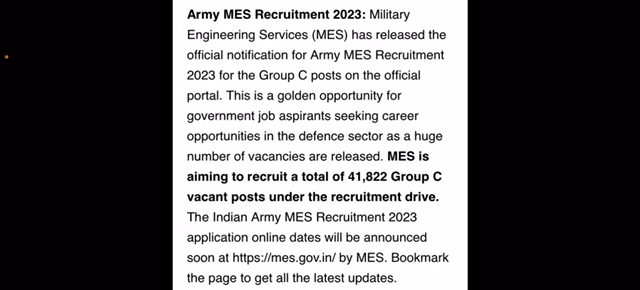 Army MES Recruitment 2023: Military
Engineering Services (MES) has released the
official notification for Army MES Recruitment
2023 for the Group C posts on the official
portal. This is a golden opportunity for
government job aspirants seeking career
opportunities in the defence sector as a huge
number of vacancies are released. MES is
aiming to recruit a total of 41,822 Group C
vacant posts under the recruitment drive.
The Indian Army MES Recruitment 2023
application online dates will be announced
soon at https://mes.gov.in/ by MES. Bookmark
the page to get all the latest updates.